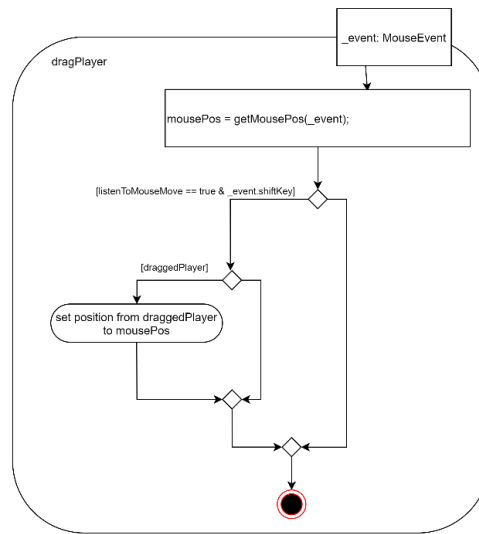 _event: MouseEvent
dragPlayer
mousePos = getMousePos(_event);
[listenToMouseMove == true & _event.shiftKey]
[draggedPlayer]
set position from draggedPlayer
to mousePos